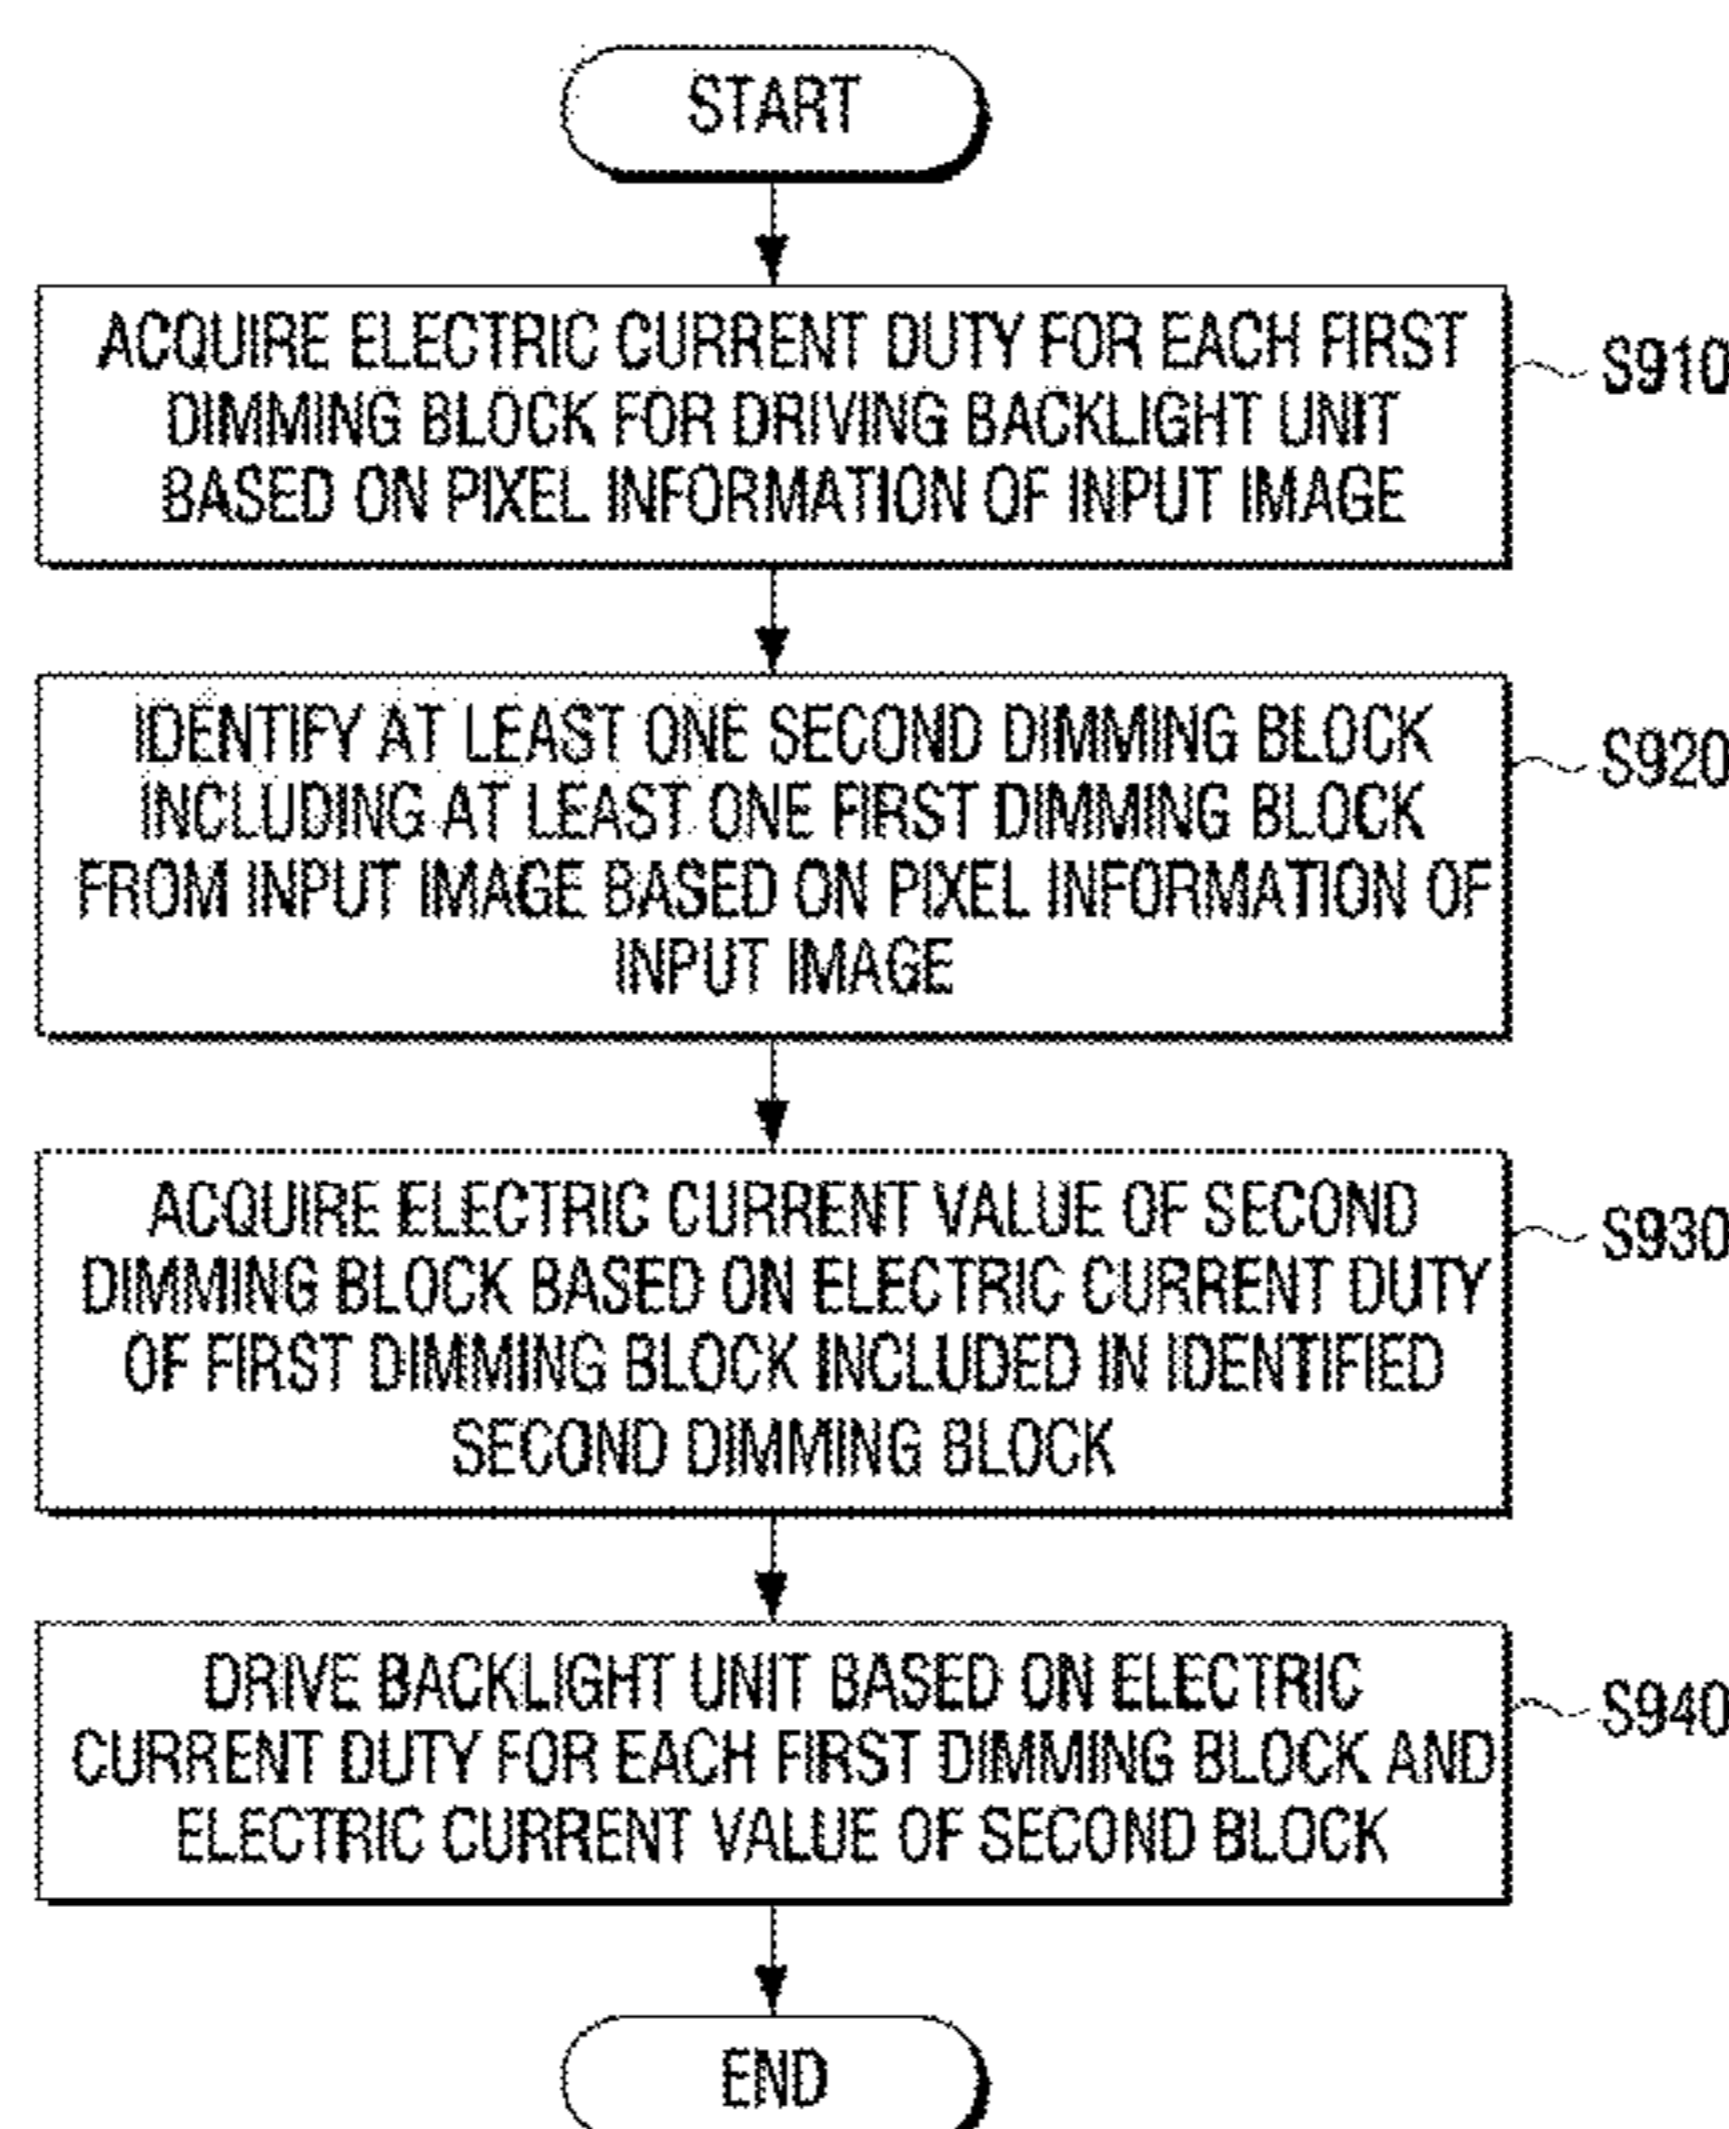 START
ACQUIRE ELECTRIC CURRENT DUTY FOR EACH FIRST
DIMMING BLOCK FOR DRIVING BACKLIGHT UNIT
BASED ON PIXEL INFORMATION OF INPUT IMAGE
S910
IDENTIFY AT LEAST ONE SECOND DIMMING BLOCK
INCLUDING AT LEAST ONE FIRST DIMMING BLOCK
FROM INPUT IMAGE BASED ON PIXEL INFORMATION OF
INPUT IMAGE
S920
ACQUIRE ELECTRIC CURRENT VALUE OF SECOND
DIMMING BLOCK BASED ON ELECTRIC CURRENT DUTY
OF FIRST DIMMING BLOCK INCLUDED IN IDENTIFIED
SECOND DIMMING BLOCK
S930
DRIVE BACKLIGHT UNIT BASED ON ELECTRIC
CURRENT DUTY FOR EACH FIRST DIMMING BLOCK AND
ELECTRIC CURRENT VALUE OF SECOND BLOCK
S940
END